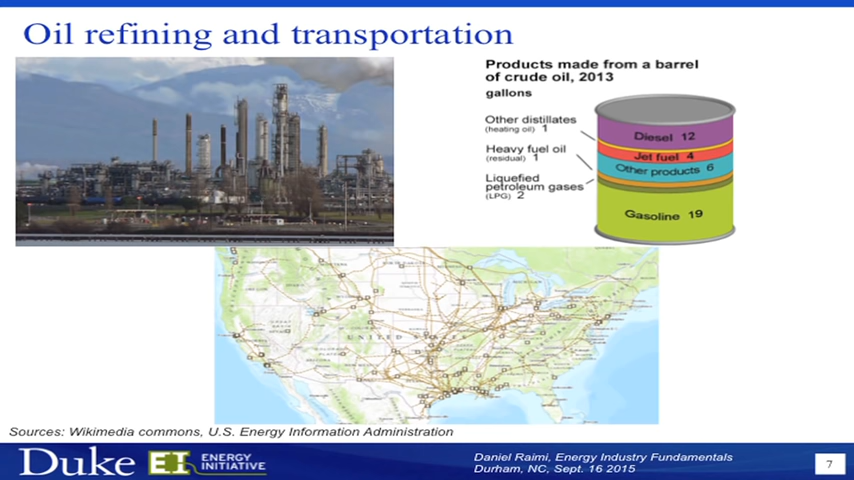 Oil refining and transportation
Products made from a barrel
of crude oil, 2013
gallons
Other distillates
(heating oil) 1
Heavy fuel oil
(residual) 1
Liquefied
petroleum gases
(LPG) 2
Diesel 12
Jet fuel 4
Other products 6
Gasoline 19
UNITED STATES
Sources: Wikimedia commons, U.S. Energy Information Administration
Duke EI ENERGY
INITIATIVE
Daniel Raimi, Energy Industry Fundamentals
Durham, NC, Sept. 16 2015
7